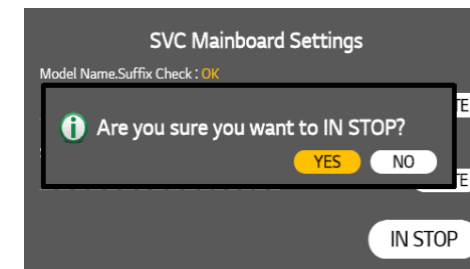 SVC Mainboard Settings
Model Name.Suffix Check : OK
Are you sure you want to IN STOP?
YES NO
IN STOP